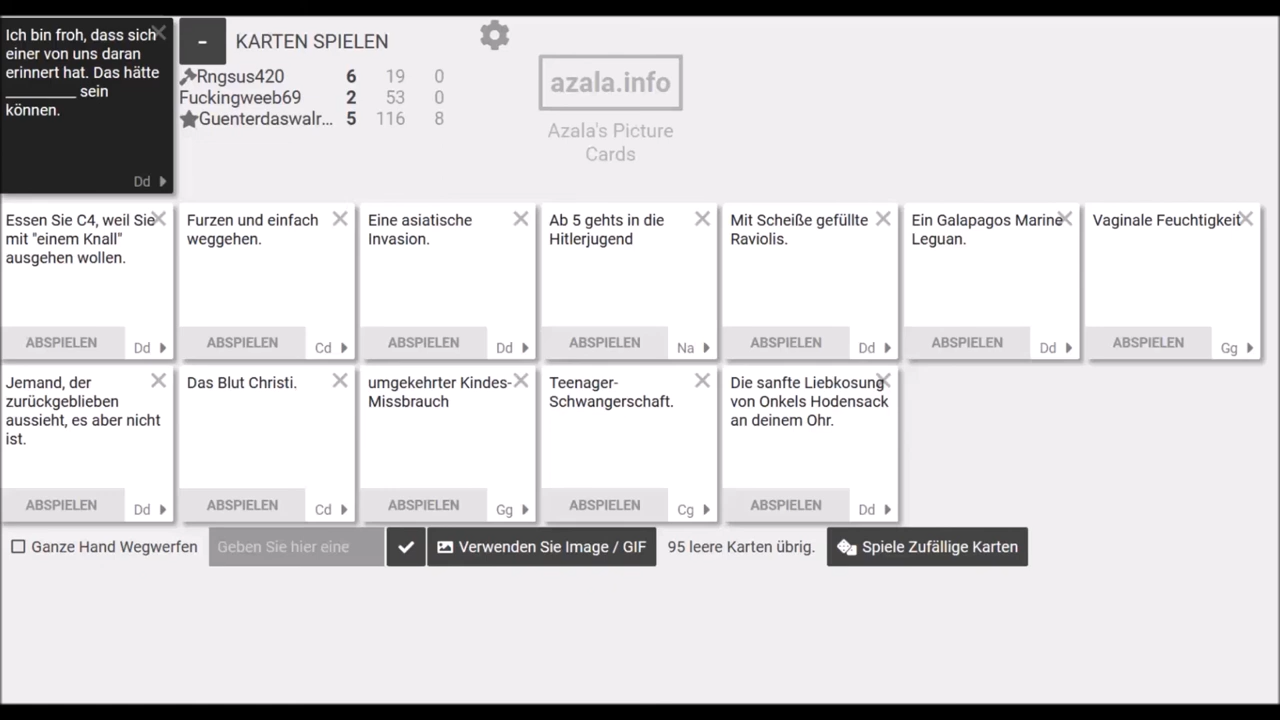 Ich bin froh, dass sich
einer von uns daran
erinnert hat. Das hätte
_________ sein
können.
Dd
-
KARTEN SPIELEN
Rngsus420 6 19 0
Fuckingweeb69 2 53 0
Guenterdaswalr... 5 116 8
azala.info
Azala's Picture
Cards
Essen Sie C4, weil Sie
mit "einem Knall"
ausgehen wollen.
ABSPIELEN Dd
Furzen und einfach
weggehen.
ABSPIELEN Cd
Eine asiatische
Invasion.
ABSPIELEN Dd
Ab 5 gehts in die
Hitlerjugend
ABSPIELEN Na
Mit Scheiße gefüllte
Raviolis.
ABSPIELEN Dd
Ein Galapagos Marine
Leguan.
ABSPIELEN Dd
Vaginale Feuchtigkeit
ABSPIELEN Gg
Jemand, der
zurückgeblieben
aussieht, es aber nicht
ist.
ABSPIELEN Dd
Das Blut Christi.
ABSPIELEN Cd
umgekehrter Kindes-
Missbrauch
ABSPIELEN Gg
Teenager-
Schwangerschaft.
ABSPIELEN Cg
Die sanfte Liebkosung
von Onkels Hodensack
an deinem Ohr.
ABSPIELEN Dd
Ganze Hand Wegwerfen
Geben Sie hier eine
Verwenden Sie Image / GIF
95 leere Karten übrig.
Spiele Zufällige Karten